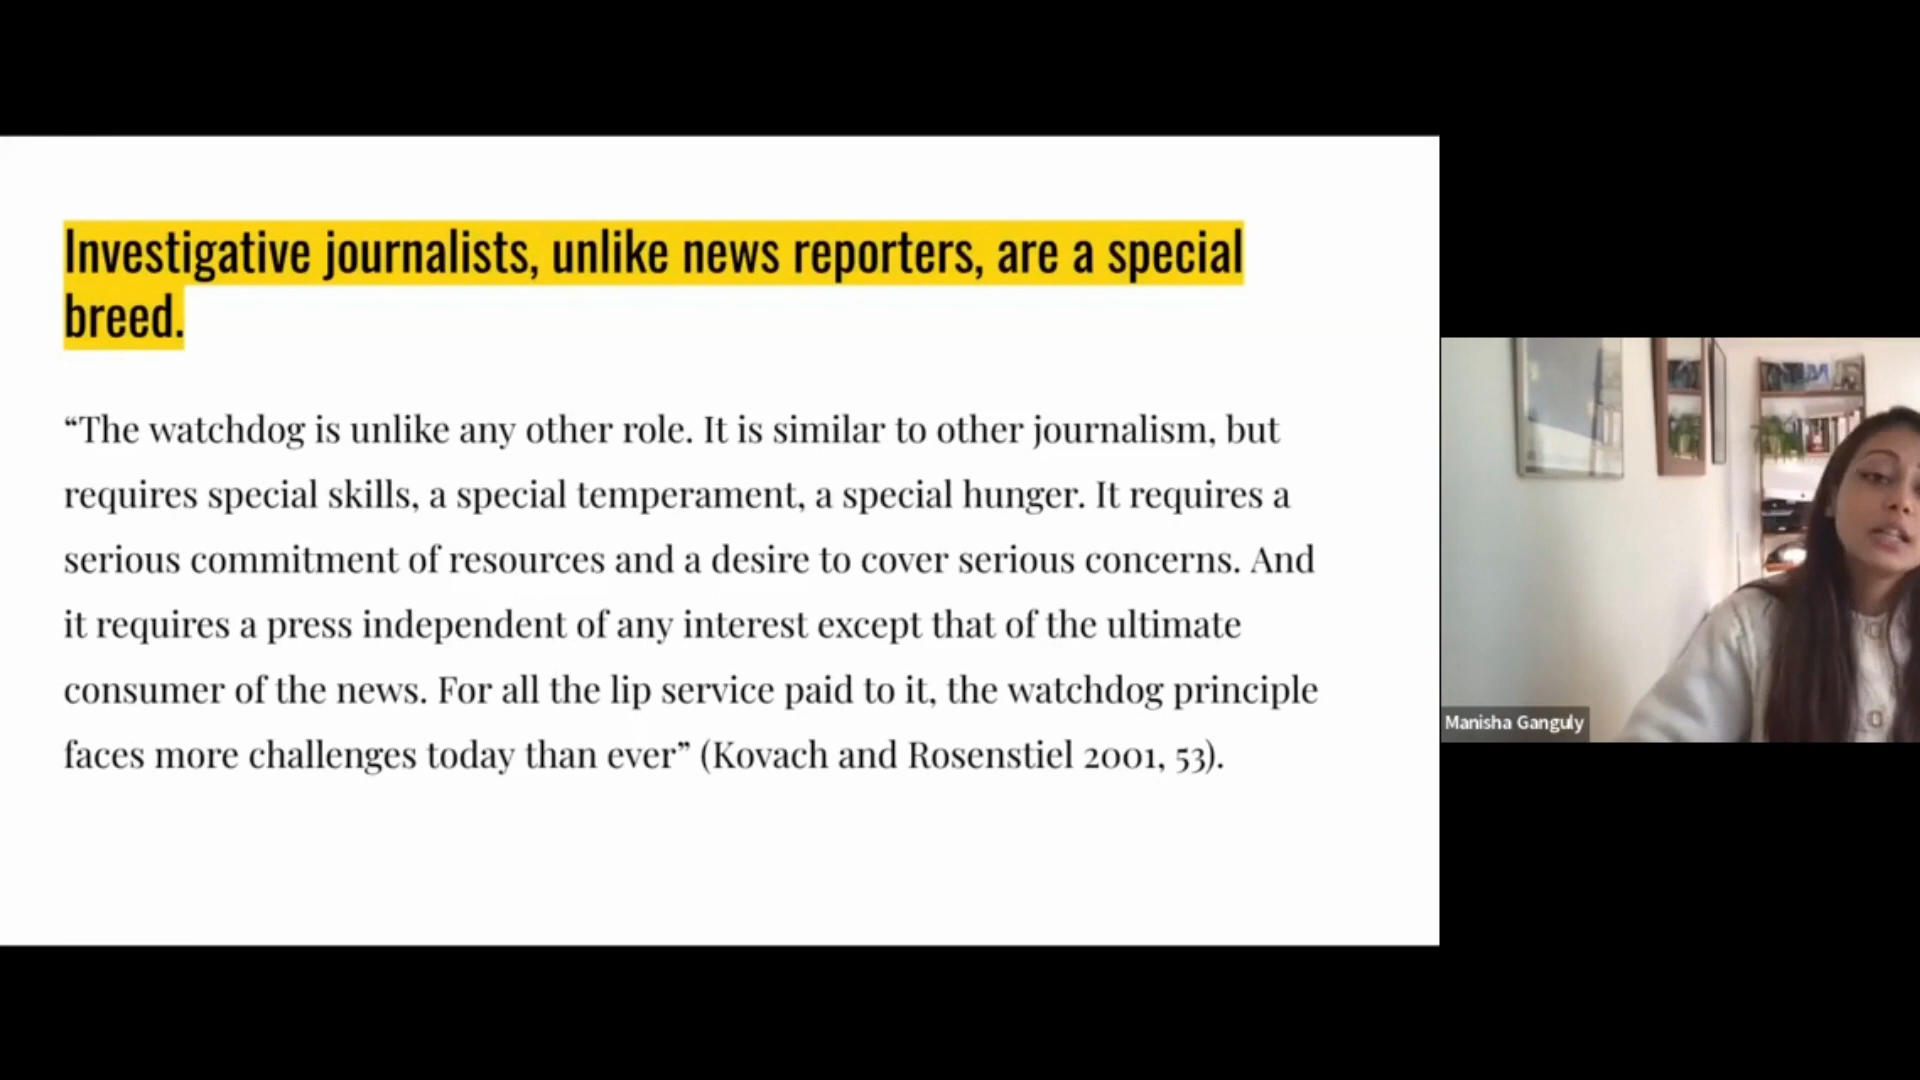 Investigative journalists, unlike news reporters, are a special
breed.
“The watchdog is unlike any other role. It is similar to other journalism, but
requires special skills, a special temperament, a special hunger. It requires a
serious commitment of resources and a desire to cover serious concerns. And
it requires a press independent of any interest except that of the ultimate
consumer of the news. For all the lip service paid to it, the watchdog principle
faces more challenges today than ever” (Kovach and Rosenstiel 2001, 53).
Manisha Ganguly